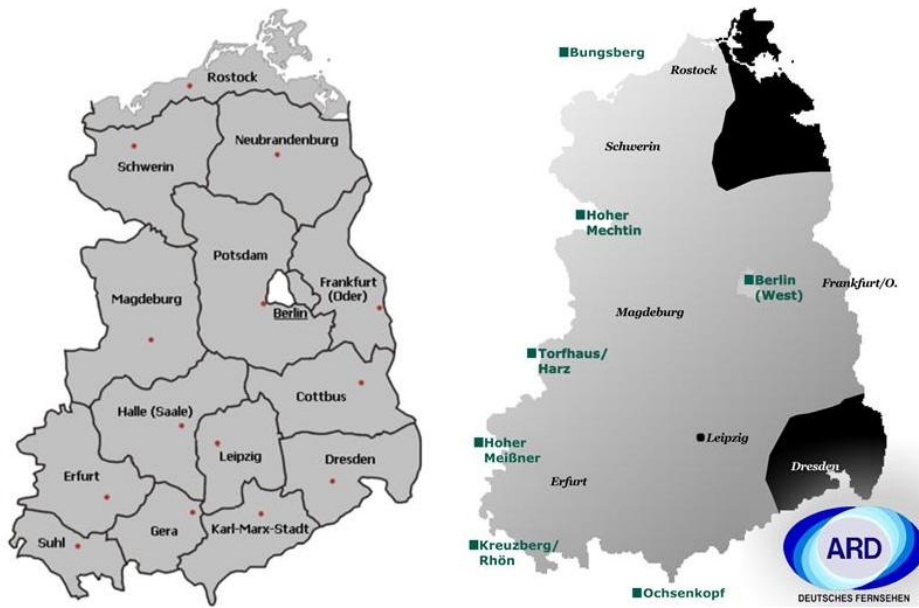 Rostock
Neubrandenburg
Schwerin
Potsdam
Frankfurt
(Oder)
Magdeburg
Berlin
Cottbus
Halle (Saale)
Leipzig
Dresden
Erfurt
Gera
Karl-Marx-Stadt
Suhl
Bungsberg
Rostock
Schwerin
Hoher
Mechtin
Berlin
(West)
Frankfurt/O.
Magdeburg
Torfhaus/
Harz
Leipzig
Hoher
Meißner
Dresden
Erfurt
Kreuzberg/
Rhön
Ochsenkopf
ARD
DEUTSCHES FERNSEHEN